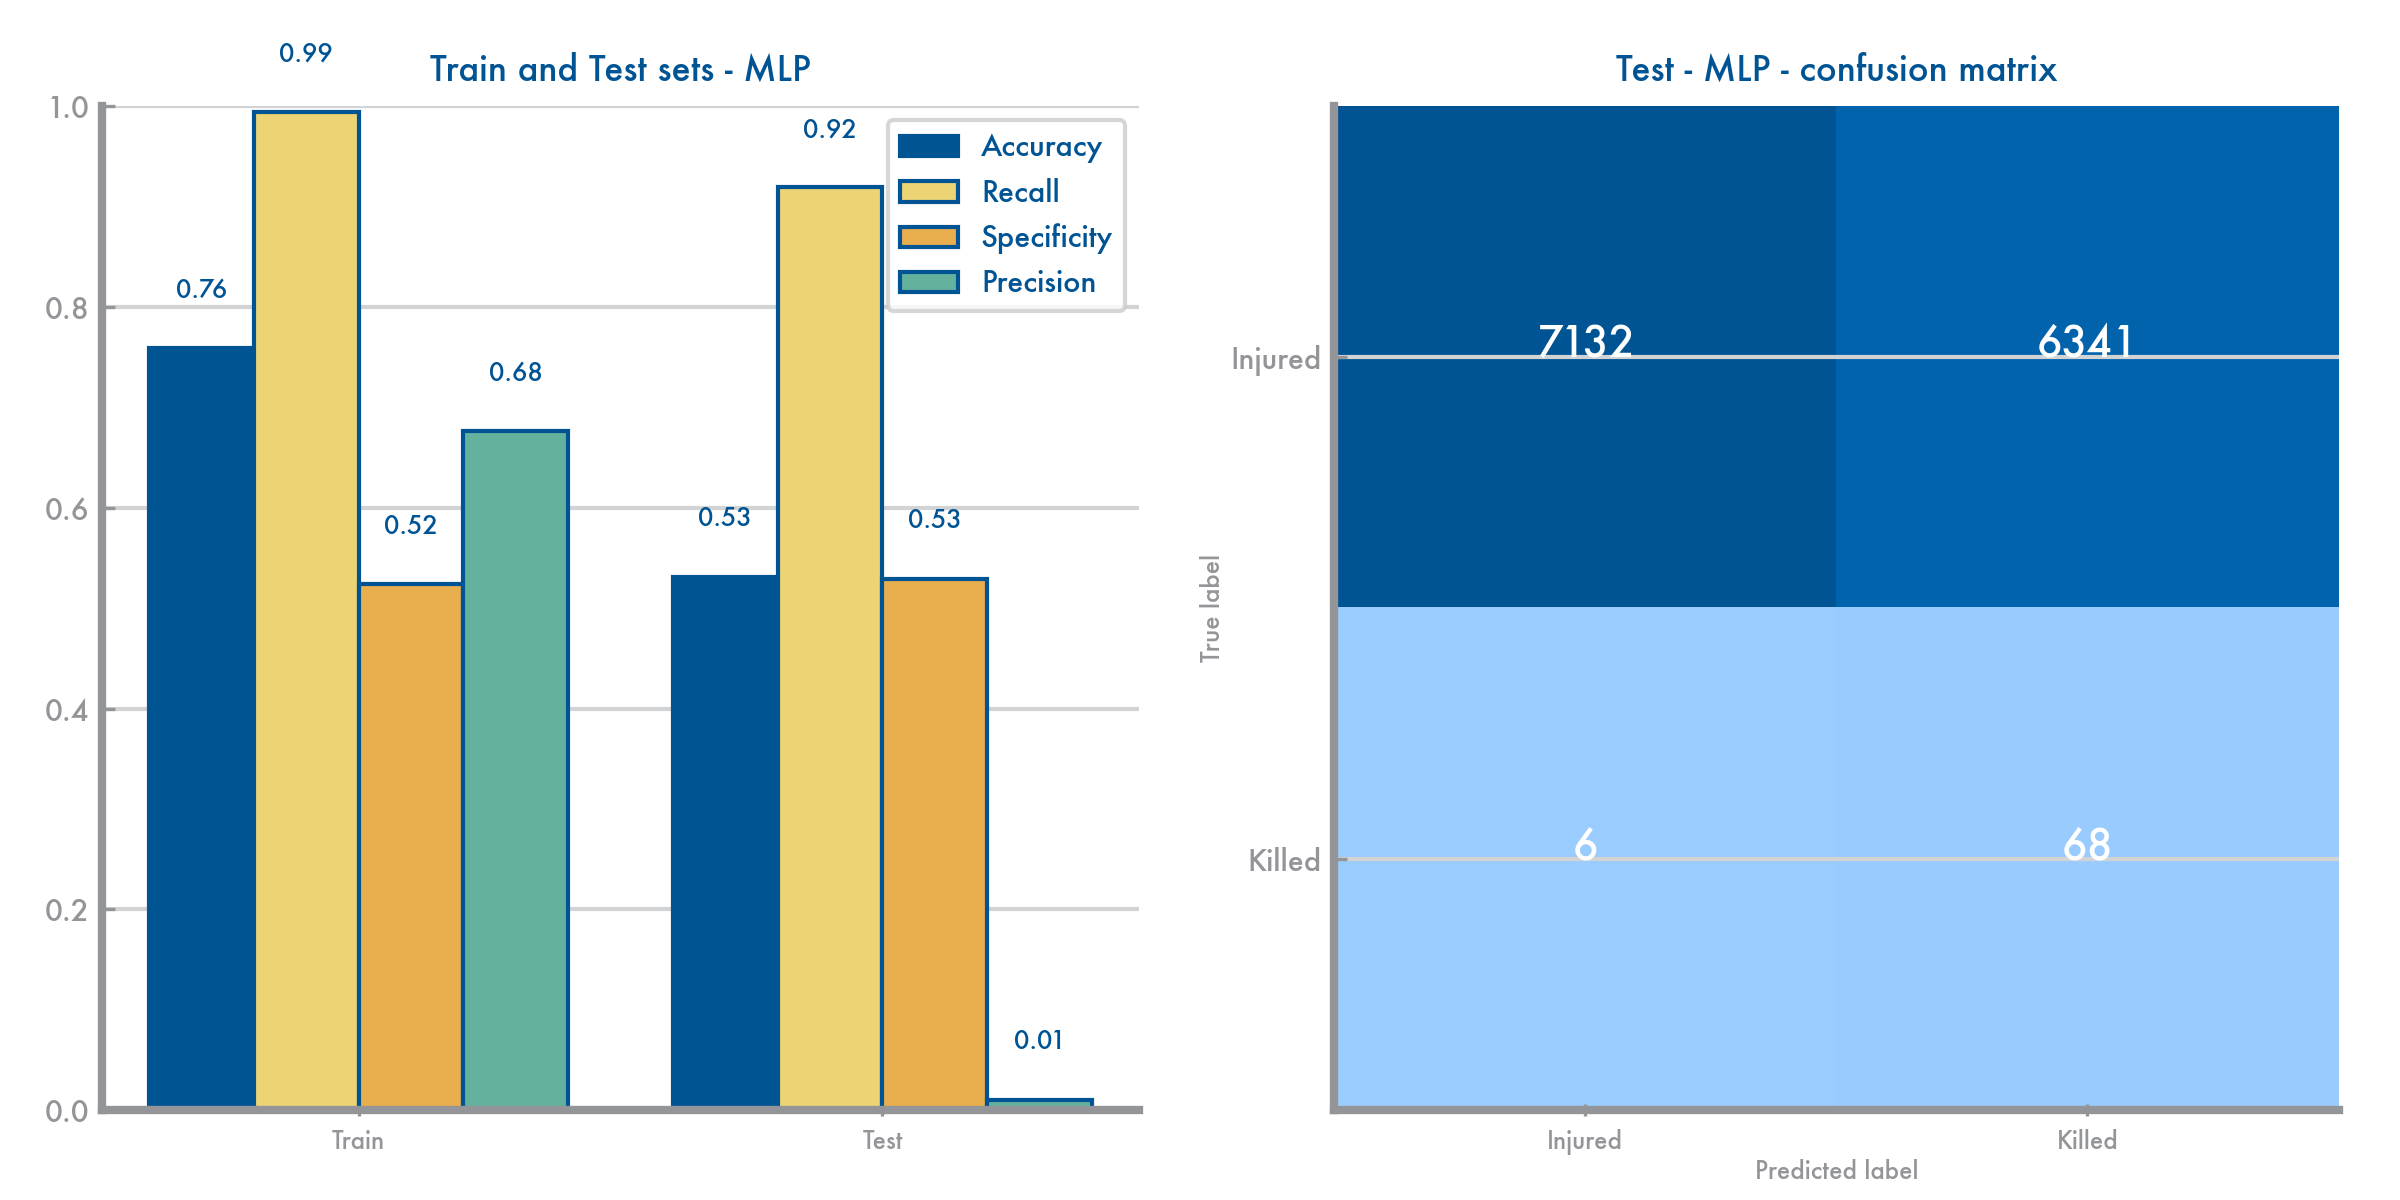 Train and Test sets - MLP
1.0
0.8
0.6
0.4
0.2
0.0
0.99
0.76
0.52
0.68
0.53
0.92
0.53
0.01
Accuracy
Recall
Specificity
Precision
Train
Test
Test - MLP - confusion matrix
True label
Injured
Killed
7132
6341
6
68
Injured
Killed
Predicted label